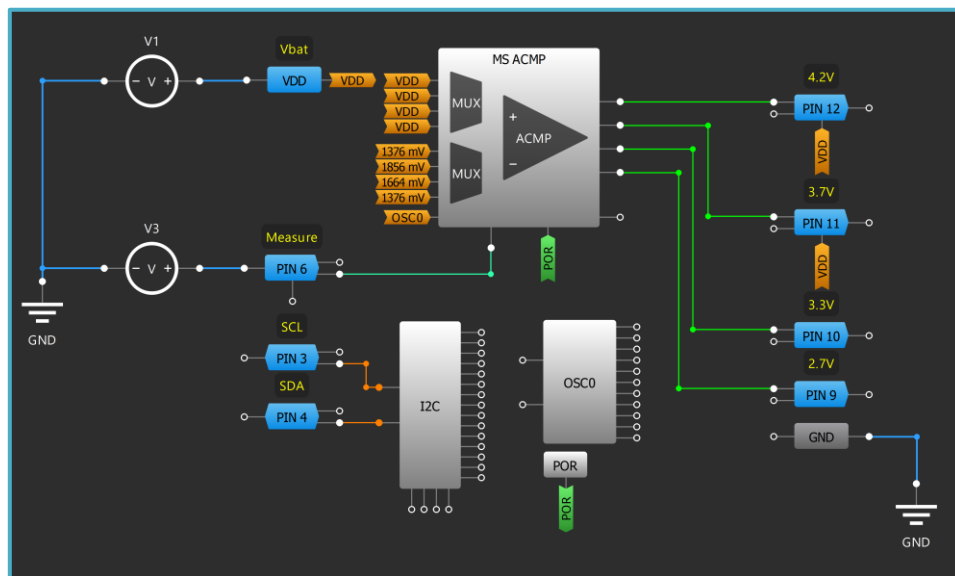 V1
− V +
Vbat
VDD
VDD
MS ACMP
VDD
VDD
VDD
VDD
MUX
+
ACMP
−
1376 mV
1856 mV
1664 mV
1376 mV
MUX
OSC0
POR
4.2V
PIN 12
VDD
3.7V
PIN 11
VDD
3.3V
PIN 10
2.7V
PIN 9
GND
GND
V3
− V +
Measure
PIN 6
GND
SCL
PIN 3
SDA
PIN 4
I2C
OSC0
POR
POR